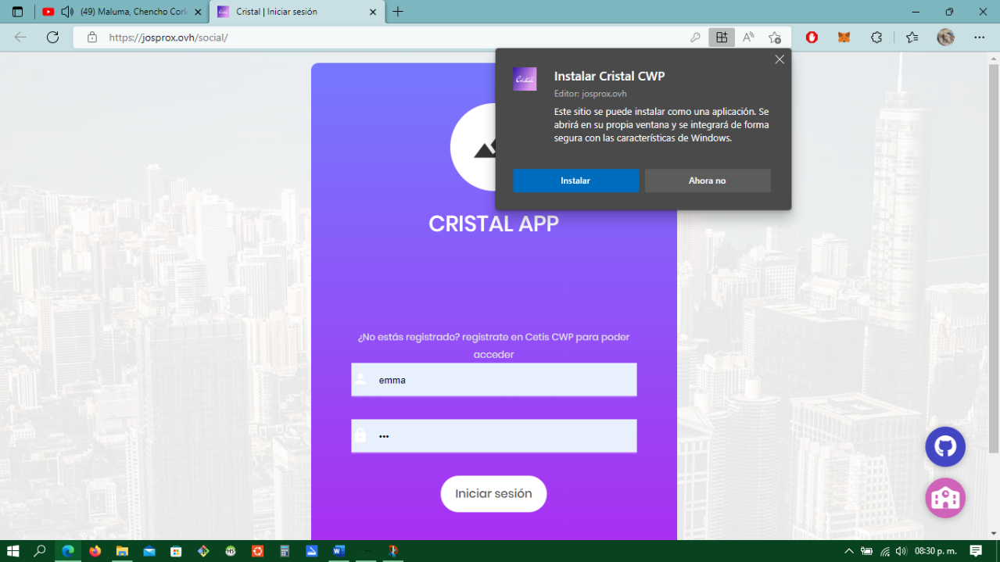 (49) Maluma, Chencho Corle
Cristal | Iniciar sesión
https://josprox.ovh/social/
Cristal
Instalar Cristal CWP
Editor: josprox.ovh
Este sitio se puede instalar como una aplicación. Se
abrirá en su propia ventana y se integrará de forma
segura con las características de Windows.
Instalar
Ahora no
CRISTAL APP
¿No estás registrado? registrate en Cetis CWP para poder
acceder
emma
•••
Iniciar sesión
08:30 p. m.